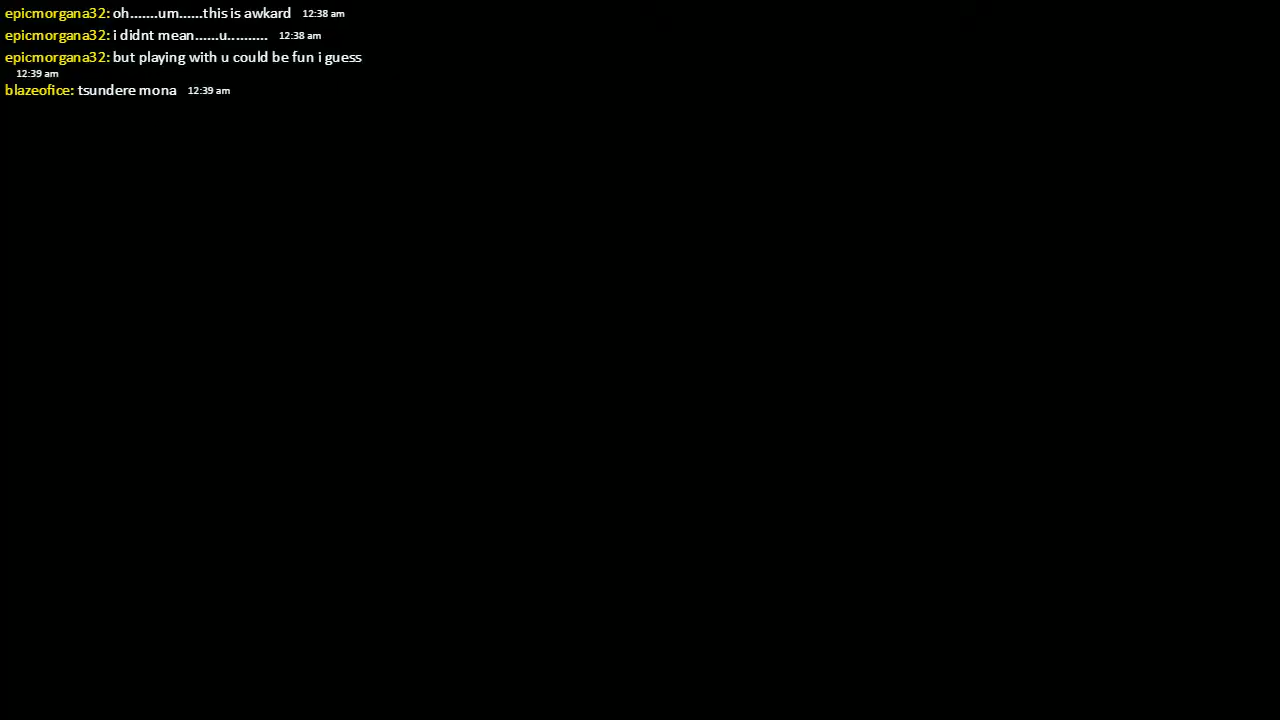 epicmorgana32: oh.......um......this is awkard 12:38 am
epicmorgana32: i didnt mean......u.......... 12:38 am
epicmorgana32: but playing with u could be fun i guess
12:39 am
blazeofice: tsundere mona 12:39 am